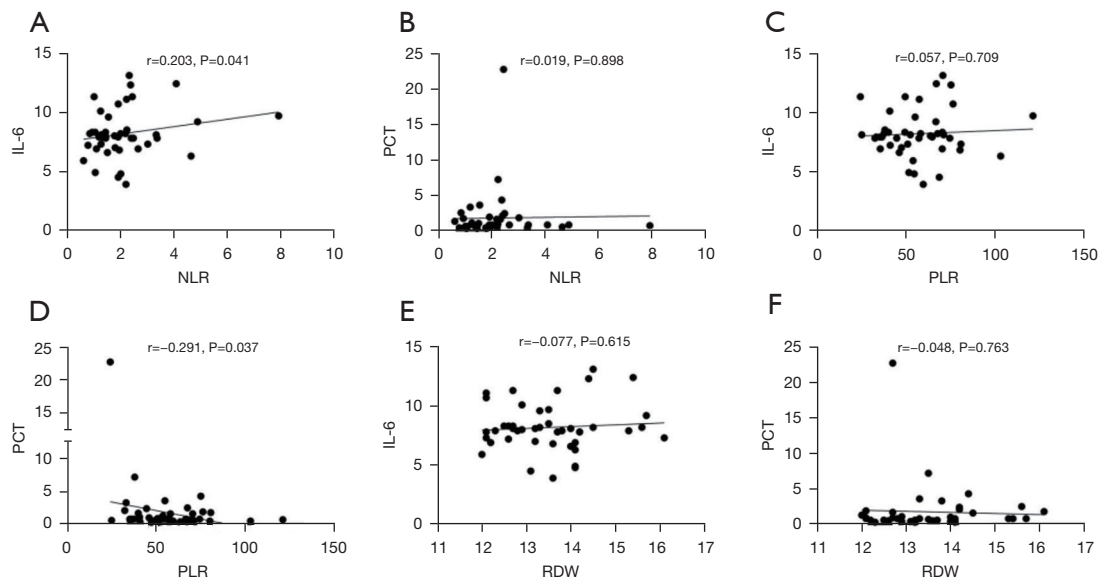 A
r=0.203, P=0.041
15
10
5
0
IL-6
0 2 4 6 8 10
NLR
B
r=0.019, P=0.898
25
20
15
10
5
0
PCT
0 2 4 6 8 10
NLR
C
r=0.057, P=0.709
15
10
5
0
IL-6
0 50 100 150
PLR
D
r=−0.291, P=0.037
25
20
15
10
5
0
PCT
0 50 100 150
PLR
E
r=−0.077, P=0.615
15
10
5
0
IL-6
11 12 13 14 15 16 17
RDW
F
r=−0.048, P=0.763
25
20
15
10
5
0
PCT
11 12 13 14 15 16 17
RDW